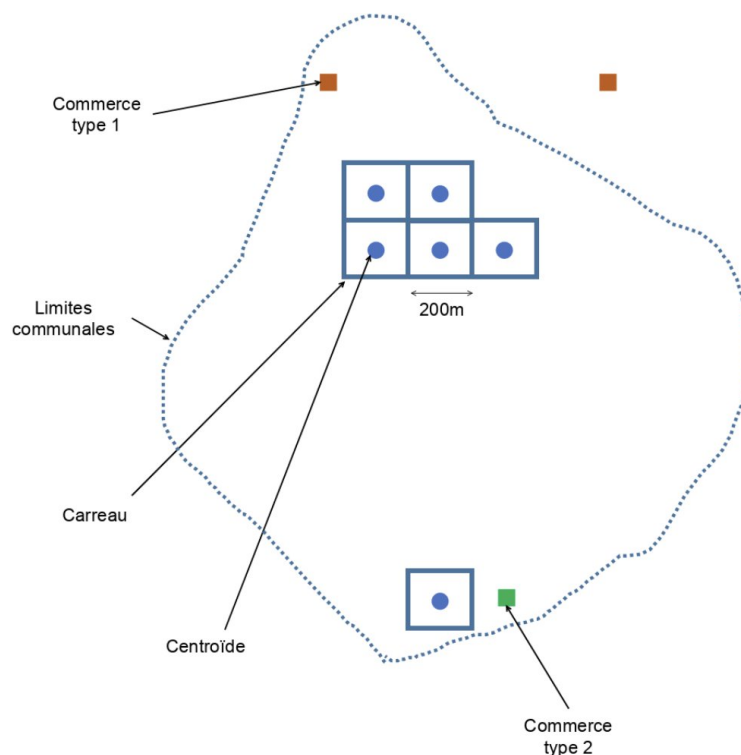 Commerce
type 1
200m
Limites
communales
Carreau
Centroïde
Commerce
type 2